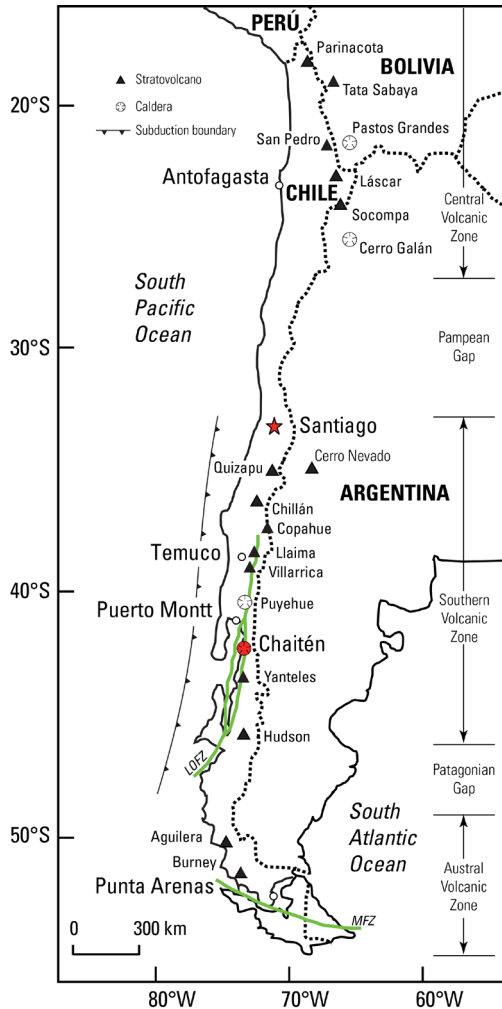 PERU
Parinacota
BOLIVIA
Stratovolcano
Tata Sabaya
20°S
Caldera
Pastos Grandes
Subduction boundary
San Pedro
Antofagasta
CHILE
Láscar
Socompa
Central
Volcanic
Zone
Cerro Galán
South
Pacific
Ocean
30°S
Pampean
Gap
Santiago
Cerro Nevado
Quizapu
ARGENTINA
Chillán
Copahue
Temuco
Llaima
Villarrica
40°S
Puerto Montt
Puyehue
Southern
Volcanic
Zone
Chaitén
Yanteles
Hudson
LOFZ
Patagonian
Gap
South
Atlantic
Ocean
50°S
Aguilera
Burney
Punta Arenas
Austral
Volcanic
Zone
MFZ
0 300 km
80°W 70°W 60°W